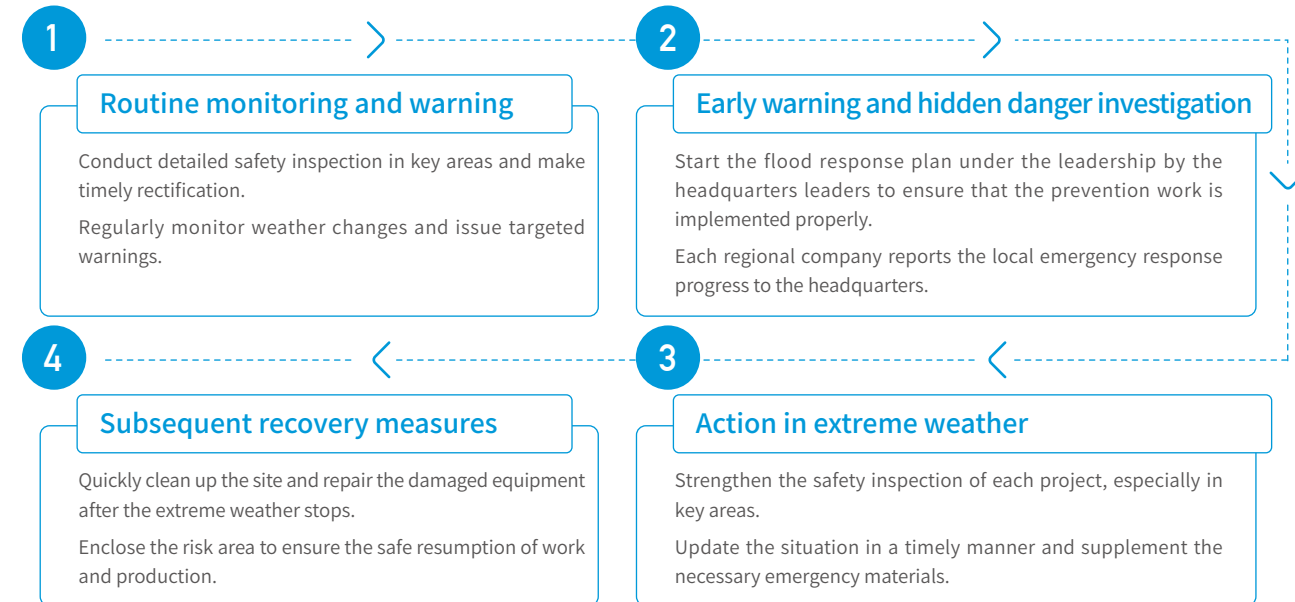 1
Routine monitoring and warning
Conduct detailed safety inspection in key areas and make
timely rectification.
Regularly monitor weather changes and issue targeted
warnings.
2
Early warning and hidden danger investigation
Start the flood response plan under the leadership by the
headquarters leaders to ensure that the prevention work is
implemented properly.
Each regional company reports the local emergency response
progress to the headquarters.
3
Action in extreme weather
Strengthen the safety inspection of each project, especially in
key areas.
Update the situation in a timely manner and supplement the
necessary emergency materials.
4
Subsequent recovery measures
Quickly clean up the site and repair the damaged equipment
after the extreme weather stops.
Enclose the risk area to ensure the safe resumption of work
and production.